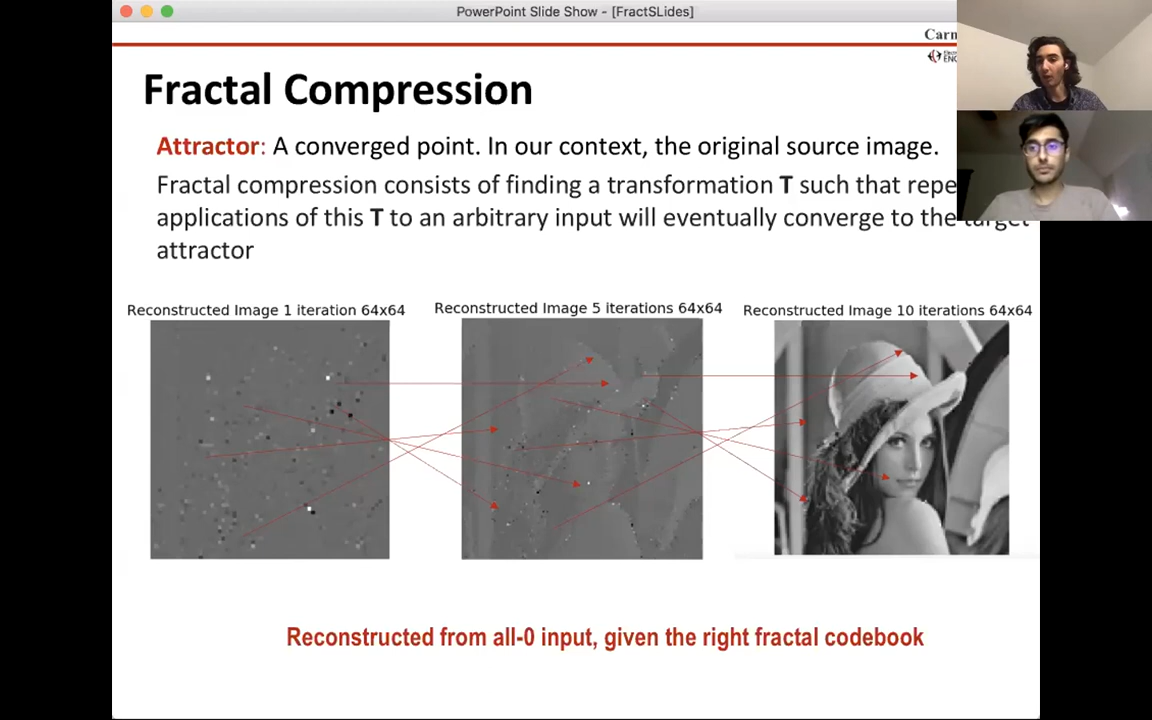 PowerPoint Slide Show - [FractSLides]
Fractal Compression
Attractor: A converged point. In our context, the original source image.
Fractal compression consists of finding a transformation T such that
applications of this T to an arbitrary input will eventually converge to the target
attractor
Reconstructed Image 1 iteration 64x64
Reconstructed Image 5 iterations 64x64
Reconstructed Image 10 iterations 64x64
Reconstructed from all-0 input, given the right fractal codebook